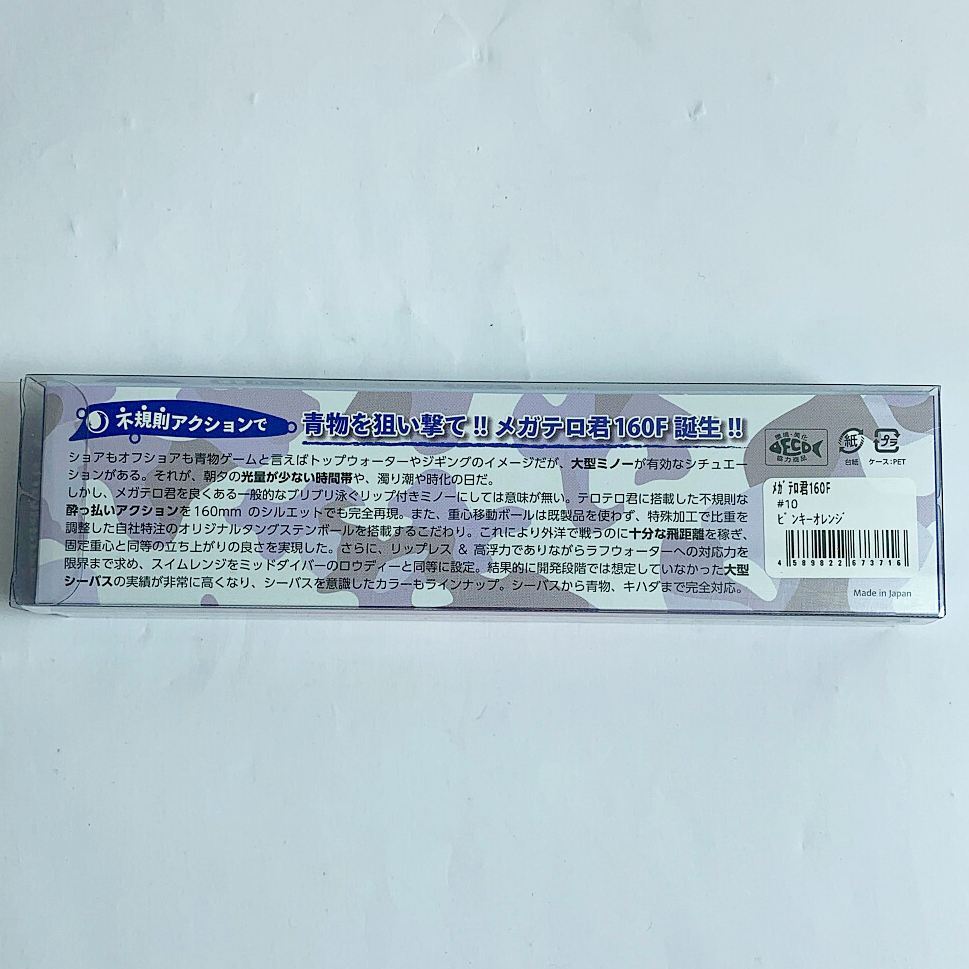 不規則アクションで
青物を狙い撃て!! メガテロ君160F 誕生!!
ショアもオフショアも青物ゲームと言えばトップウォーターやジギングのイメージだが、大型ミノーが有効なシチュエー
ションがある。それが、朝夕の光量が少ない時間帯や、濁り潮や時化の日だ。
しかし、メガテロ君を良くある一般的なブリブリ泳ぐリップ付きミノーにしては意味が無い。テロテロ君に搭載した不規則な
酔っ払いアクションを160mm のシルエットでも完全再現。また、重心移動ボールは既製品を使わず、特殊加工で比重を
調整した自社特注のオリジナルタングステンボールを搭載するこだわり。これにより外洋で戦うのに十分な飛距離を稼ぎ、
固定重心と同等の立ち上がりの良さを実現した。さらに、リップレス & 高浮力でありながらラフウォーターへの対応力を
限界まで求め、スイムレンジをミッドダイバーのロウディーと同等に設定。結果的に開発段階では想定していなかった大型
シーバスの実績が非常に高くなり、シーバスを意識したカラーもラインナップ。シーバスから青物、キハダまで完全対応。
環境・美化
ECO
協力商品
紙
台紙
プラ
ケース:PET
ﾒｶﾞﾃﾛ君160F
#10
ﾋﾟﾝｷｰｵﾚﾝｼﾞ
4 589822 673716
Made in Japan